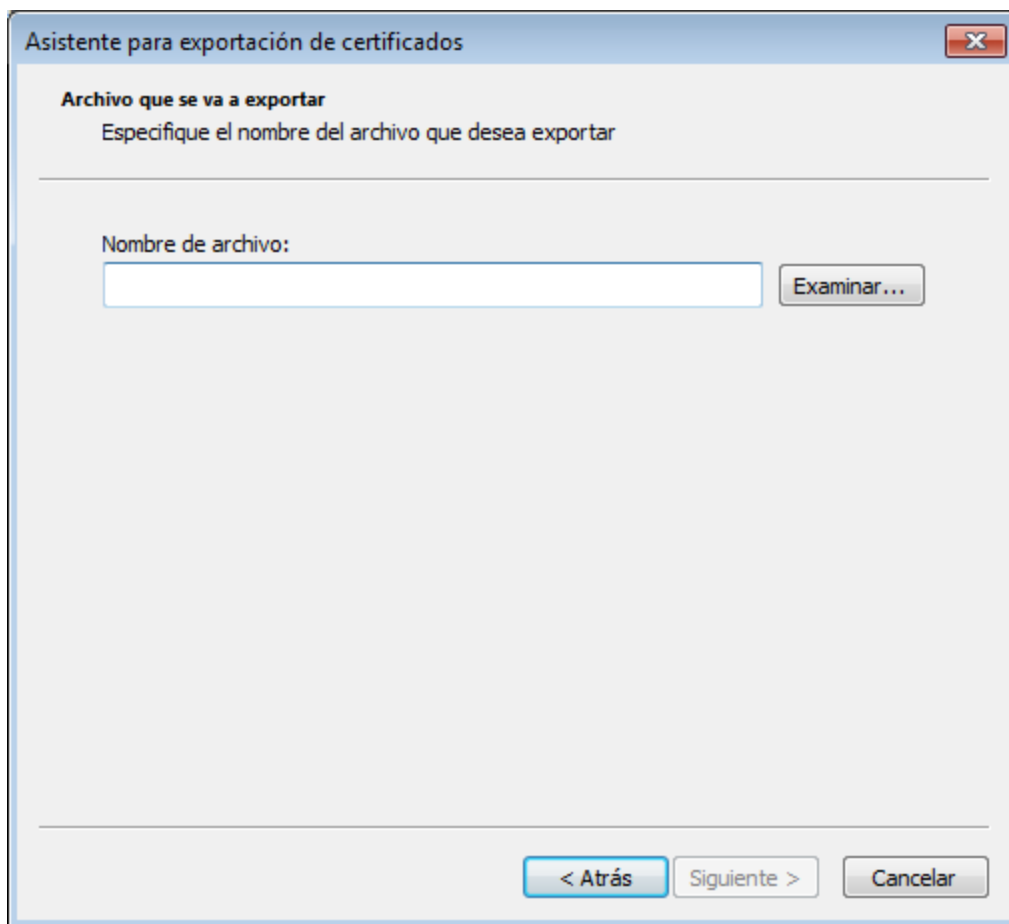 Asistente para exportación de certificados
Archivo que se va a exportar
Especifique el nombre del archivo que desea exportar
Nombre de archivo:
Examinar...
< Atrás
Siguiente >
Cancelar